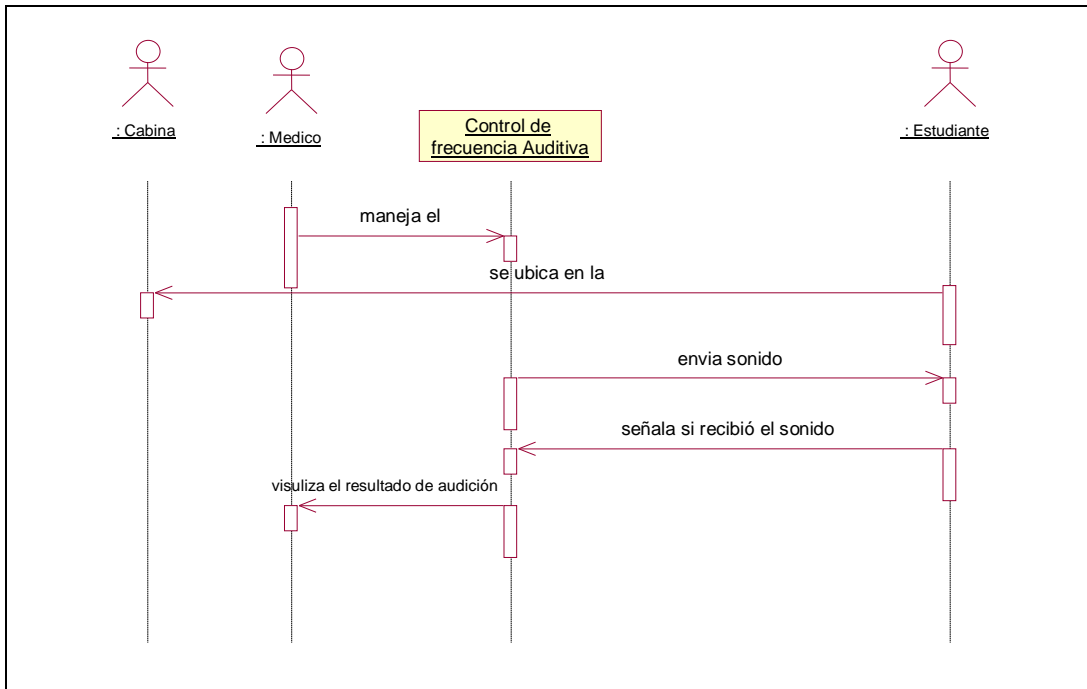 : Cabina
: Medico
Control de
frecuencia Auditiva
: Estudiante
maneja el
se ubica en la
envia sonido
señala si recibió el sonido
visuliza el resultado de audición